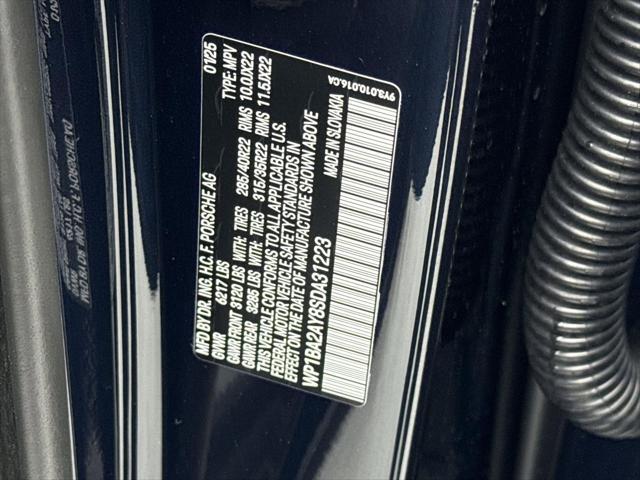 MFD BY DR. ING. H.C. F. PORSCHE AG 01/25
GVWR 6217 LBS TYPE: MPV
GAWR FRONT 3120 LBS WITH: TIRES 285/40R22 RIMS 10.0JX22
GAWR REAR 3285 LBS WITH: TIRES 315/35R22 RIMS 11.5JX22
THIS VEHICLE CONFORMS TO ALL APPLICABLE U.S.
FEDERAL MOTOR VEHICLE SAFETY STANDARDS IN
EFFECT ON THE DATE OF MANUFACTURE SHOWN ABOVE
WP1BA2AY8SDA31223 MADE IN SLOVAKIA
9Y3.010.016.CA